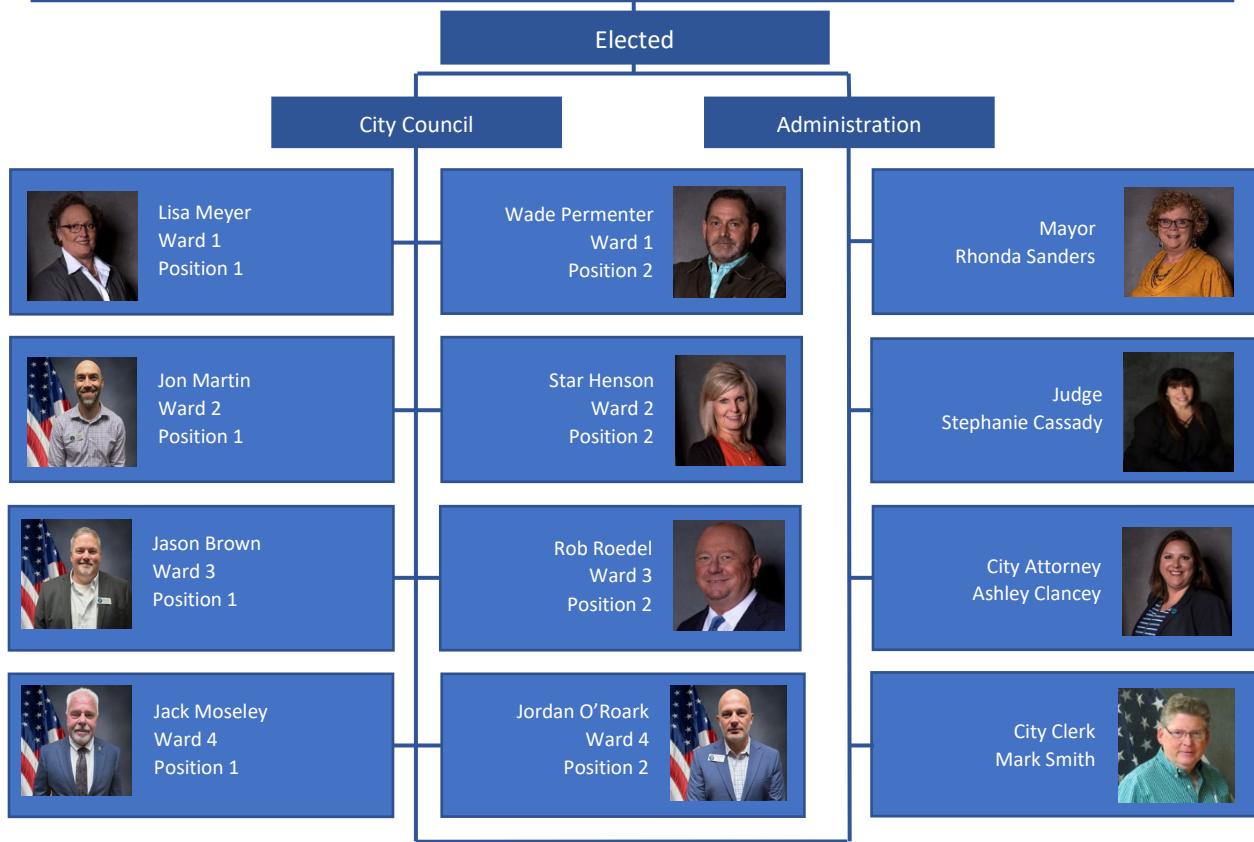 Elected
City Council
Administration
Lisa Meyer
Ward 1
Position 1
Wade Permenter
Ward 1
Position 2
Mayor
Rhonda Sanders
Jon Martin
Ward 2
Position 1
Star Henson
Ward 2
Position 2
Judge
Stephanie Cassady
Jason Brown
Ward 3
Position 1
Rob Roedel
Ward 3
Position 2
City Attorney
Ashley Clancey
Jack Moseley
Ward 4
Position 1
Jordan O’Roark
Ward 4
Position 2
City Clerk
Mark Smith